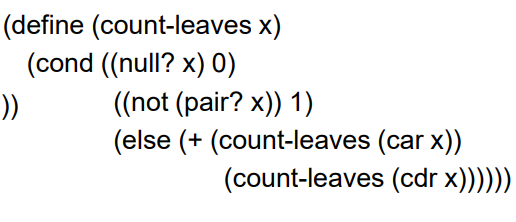 (define (count-leaves x)
(cond ((null? x) 0)
)) ((not (pair? x)) 1)
(else (+ (count-leaves (car x))
(count-leaves (cdr x))))))